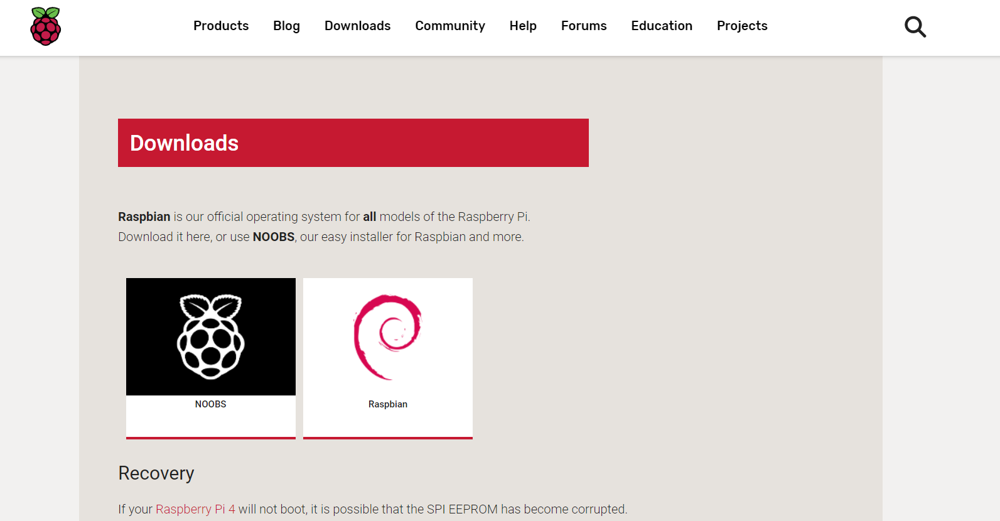 Products Blog Downloads Community Help Forums Education Projects
Downloads
Raspbian is our official operating system for all models of the Raspberry Pi.
Download it here, or use NOOBS, our easy installer for Raspbian and more.
NOOBS
Raspbian
Recovery
If your Raspberry Pi 4 will not boot, it is possible that the SPI EEPROM has become corrupted.